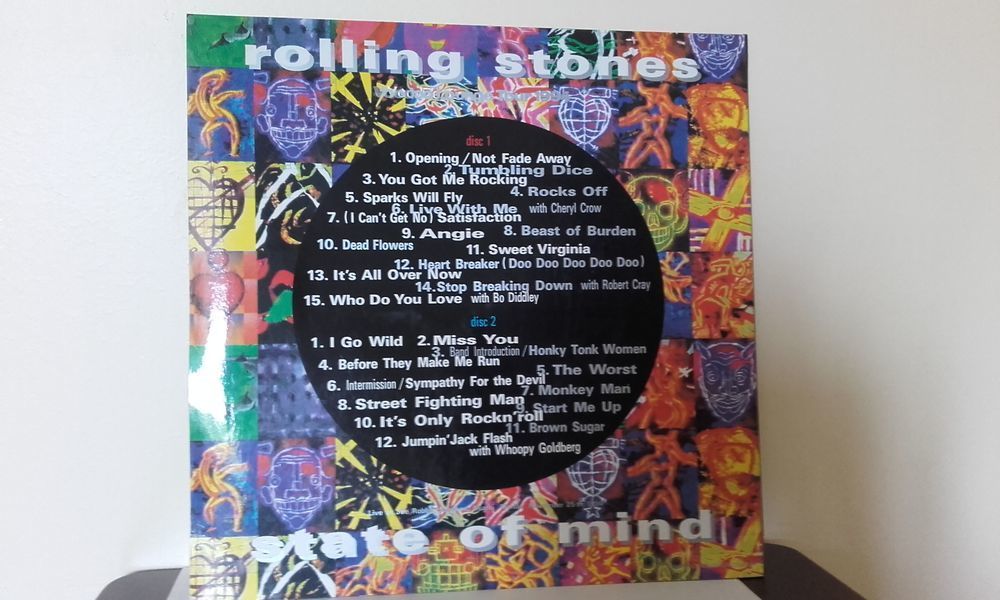 rolling stones
disc 1
1. Opening / Not Fade Away
2. Tumbling Dice
3. You Got Me Rocking
4. Rocks Off
5. Sparks Will Fly
6. Live With Me with Cheryl Crow
7. (I Can't Get No) Satisfaction
8. Beast of Burden
9. Angie
10. Dead Flowers
11. Sweet Virginia
12. Heart Breaker (Doo Doo Doo Doo Doo)
13. It's All Over Now
14. Stop Breaking Down with Robert Cray
15. Who Do You Love with Bo Diddley
disc 2
1. I Go Wild 2. Miss You
3. Band Introduction / Honky Tonk Women
4. Before They Make Me Run
5. The Worst
6. Intermission / Sympathy For the Devil
7. Monkey Man
8. Street Fighting Man
9. Start Me Up
10. It's Only Rockn'roll
11. Brown Sugar
12. Jumpin'Jack Flash
with Whoopy Goldberg
Live
state of mind